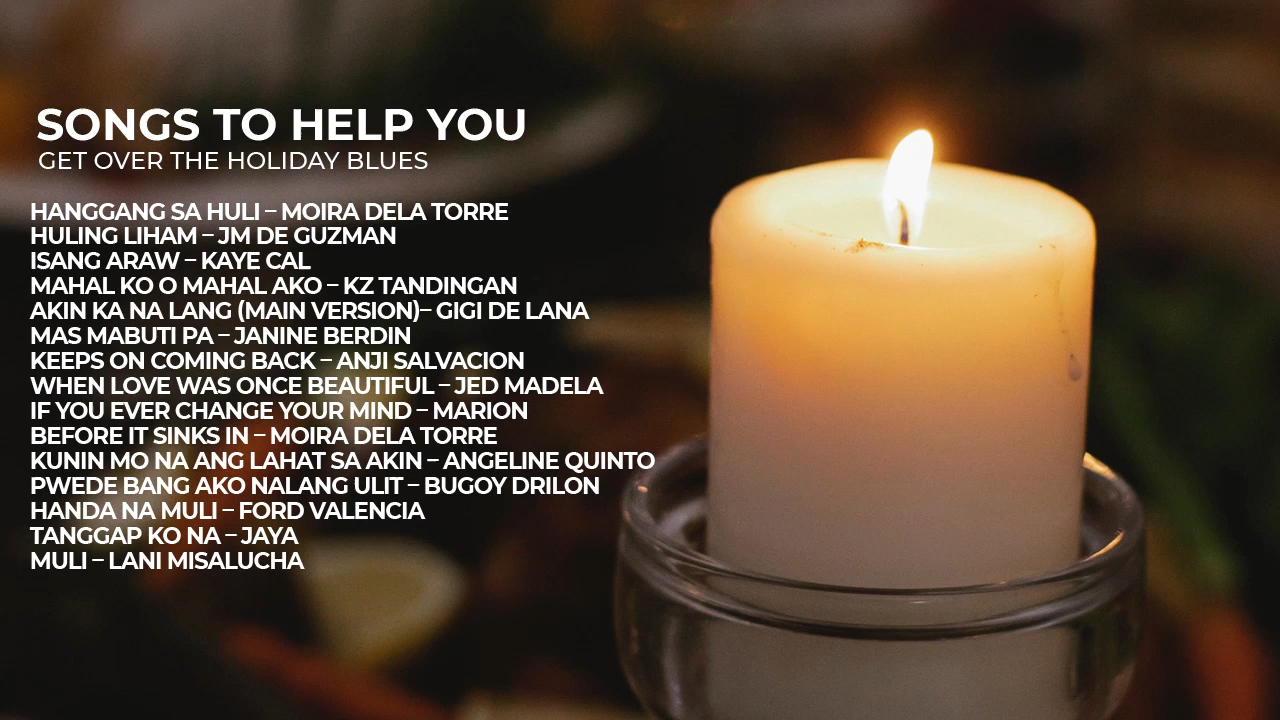 SONGS TO HELP YOU
GET OVER THE HOLIDAY BLUES
HANGGANG SA HULI – MOIRA DELA TORRE
HULING LIHAM – JM DE GUZMAN
ISANG ARAW – KAYE CAL
MAHAL KO O MAHAL AKO – KZ TANDINGAN
AKIN KA NA LANG (MAIN VERSION)– GIGI DE LANA
MAS MABUTI PA – JANINE BERDIN
KEEPS ON COMING BACK – ANJI SALVACION
WHEN LOVE WAS ONCE BEAUTIFUL – JED MADELA
IF YOU EVER CHANGE YOUR MIND – MARION
BEFORE IT SINKS IN – MOIRA DELA TORRE
KUNIN MO NA ANG LAHAT SA AKIN – ANGELINE QUINTO
PWEDE BANG AKO NALANG ULIT – BUGOY DRILON
HANDA NA MULI – FORD VALENCIA
TANGGAP KO NA – JAYA
MULI – LANI MISALUCHA